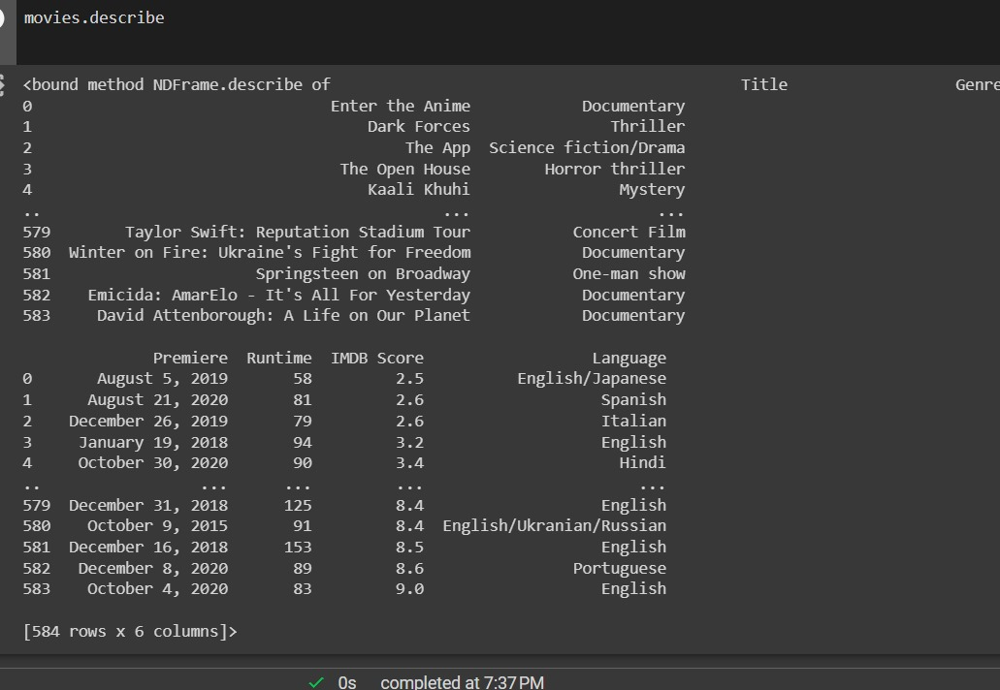 movies.describe
<bound method NDFrame.describe of                                             Title                  Genre
0                                 Enter the Anime            Documentary
1                                     Dark Forces               Thriller
2                                         The App  Science fiction/Drama
3                                  The Open House        Horror thriller
4                                     Kaali Khuhi                Mystery
..                                            ...                    ...
579        Taylor Swift: Reputation Stadium Tour           Concert Film
580  Winter on Fire: Ukraine's Fight for Freedom            Documentary
581                      Springsteen on Broadway           One-man show
582    Emicida: AmarElo - It's All For Yesterday            Documentary
583     David Attenborough: A Life on Our Planet            Documentary
              Premiere  Runtime  IMDB Score                  Language
0       August 5, 2019       58         2.5          English/Japanese
1      August 21, 2020       81         2.6                   Spanish
2    December 26, 2019       79         2.6                   Italian
3     January 19, 2018       94         3.2                   English
4     October 30, 2020       90         3.4                     Hindi
..                 ...      ...         ...                       ...
579  December 31, 2018      125         8.4                   English
580    October 9, 2015       91         8.4  English/Ukranian/Russian
581  December 16, 2018      153         8.5                   English
582   December 8, 2020       89         8.6                Portuguese
583    October 4, 2020       83         9.0                   English
[584 rows x 6 columns]>
0s completed at 7:37 PM